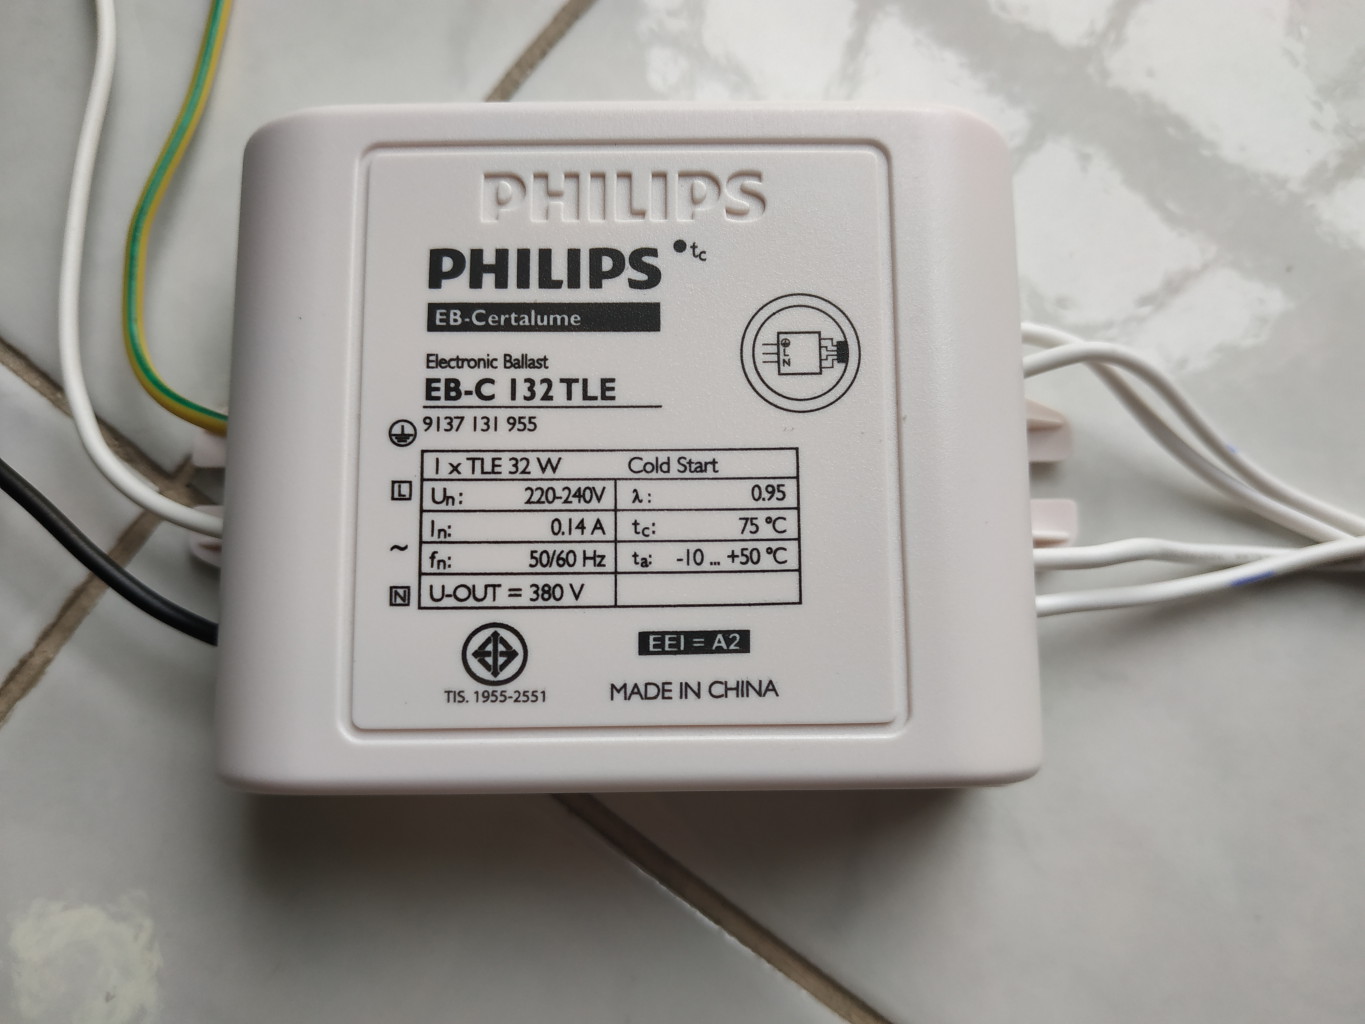 PHILIPS
PHILIPS tc
EB-Certalume
Electronic Ballast
EB-C 132 TLE
9137 131 955
L
N
1 x TLE 32 W Cold Start
Un: 220-240V λ: 0.95
L In: 0.14 A tc: 75 °C
~ fn: 50/60 Hz ta: -10 ... +50 °C
N U-OUT = 380 V
EEI = A2
TIS. 1955-2551 MADE IN CHINA